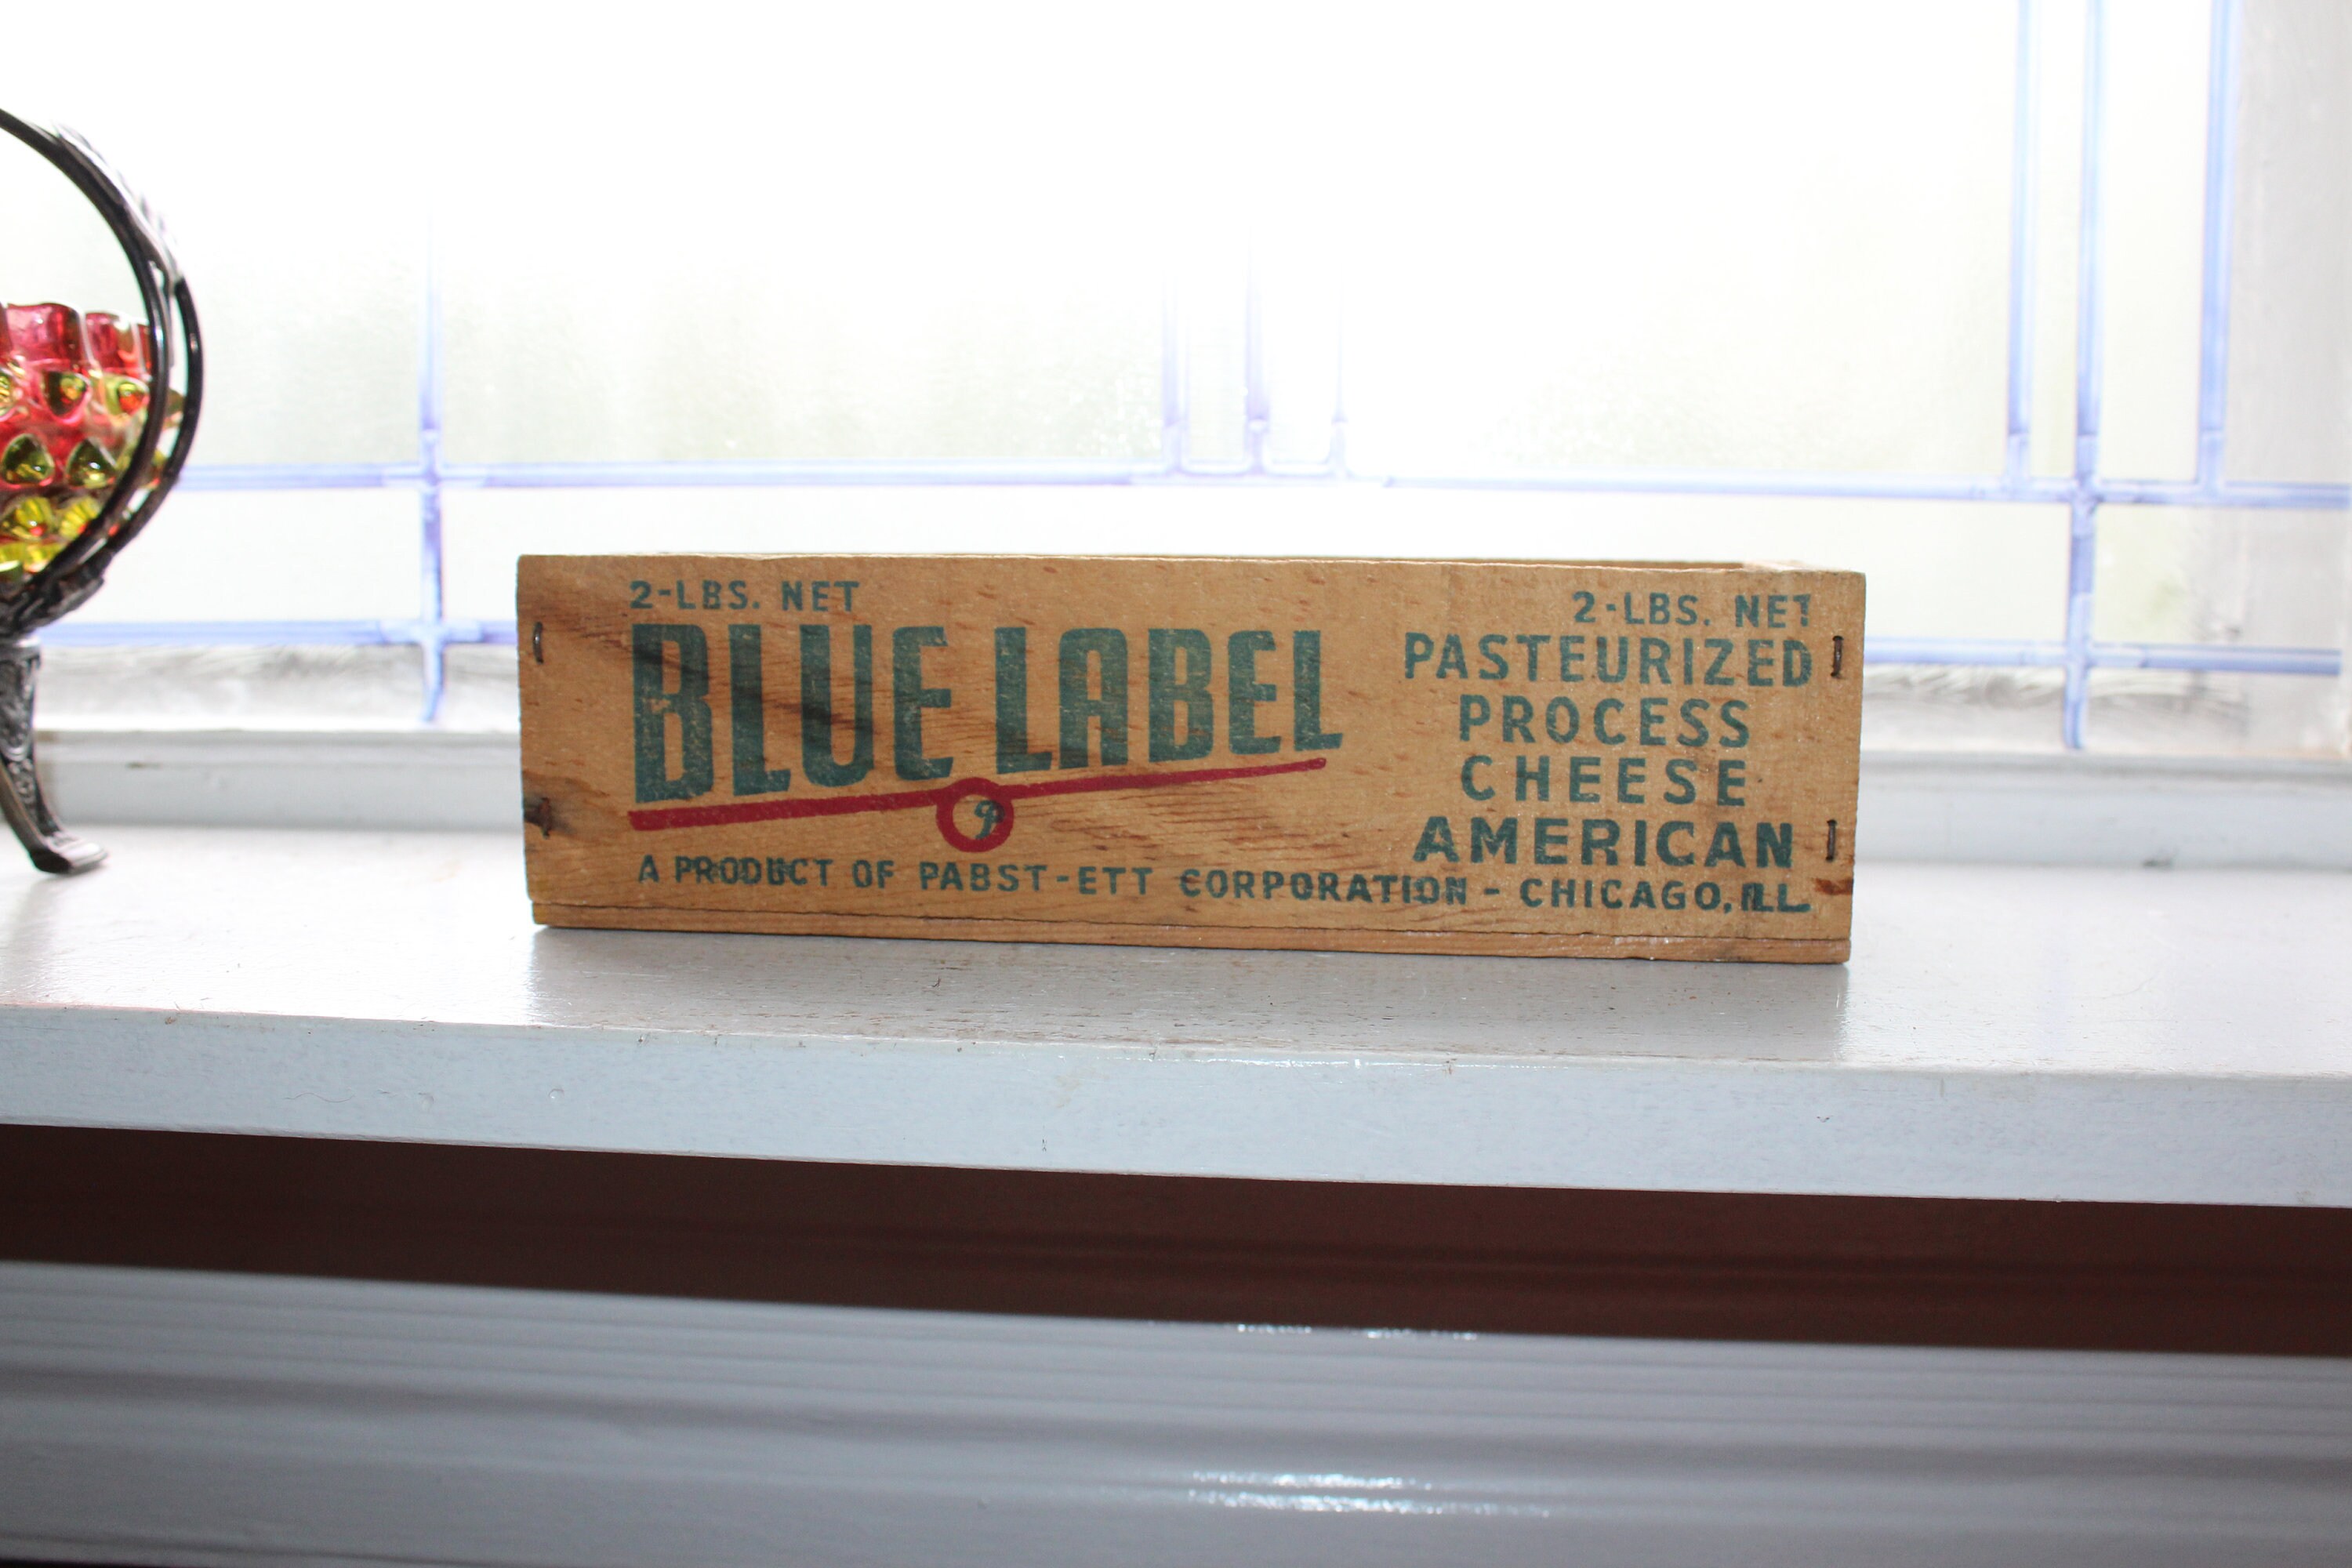 2-LBS. NET
BLUE LABEL
P
A PRODUCT OF PABST-ETT CORPORATION - CHICAGO, ILL.
2-LBS. NET
PASTEURIZED
PROCESS
CHEESE
AMERICAN